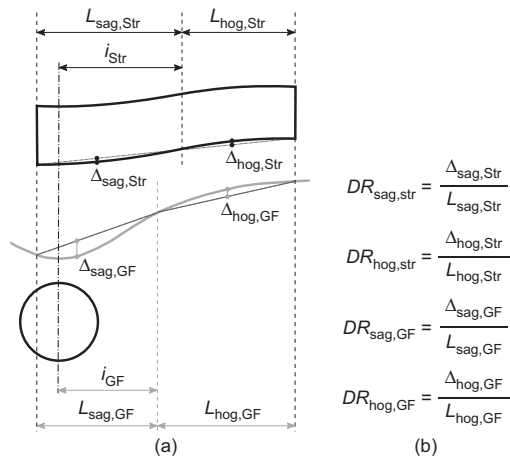 L_sag,Str L_hog,Str
i_Str
Δ_sag,Str
Δ_hog,Str
Δ_hog,GF
Δ_sag,GF
i_GF
L_sag,GF L_hog,GF
(a)
DR_sag,str = Δ_sag,Str / L_sag,Str
DR_hog,str = Δ_hog,Str / L_hog,Str
DR_sag,GF = Δ_sag,GF / L_sag,GF
DR_hog,GF = Δ_hog,GF / L_hog,GF
(b)